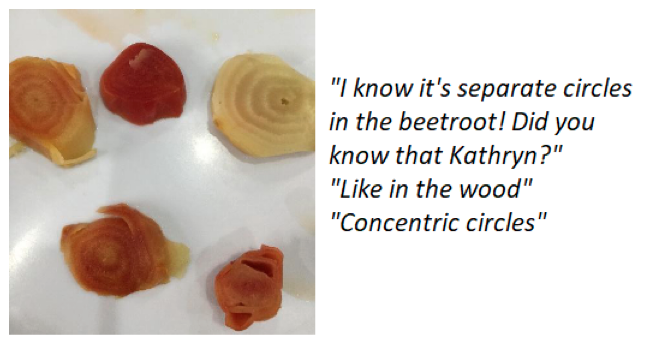 "I know it's separate circles
in the beetroot! Did you
know that Kathryn?"
"Like in the wood"
"Concentric circles"